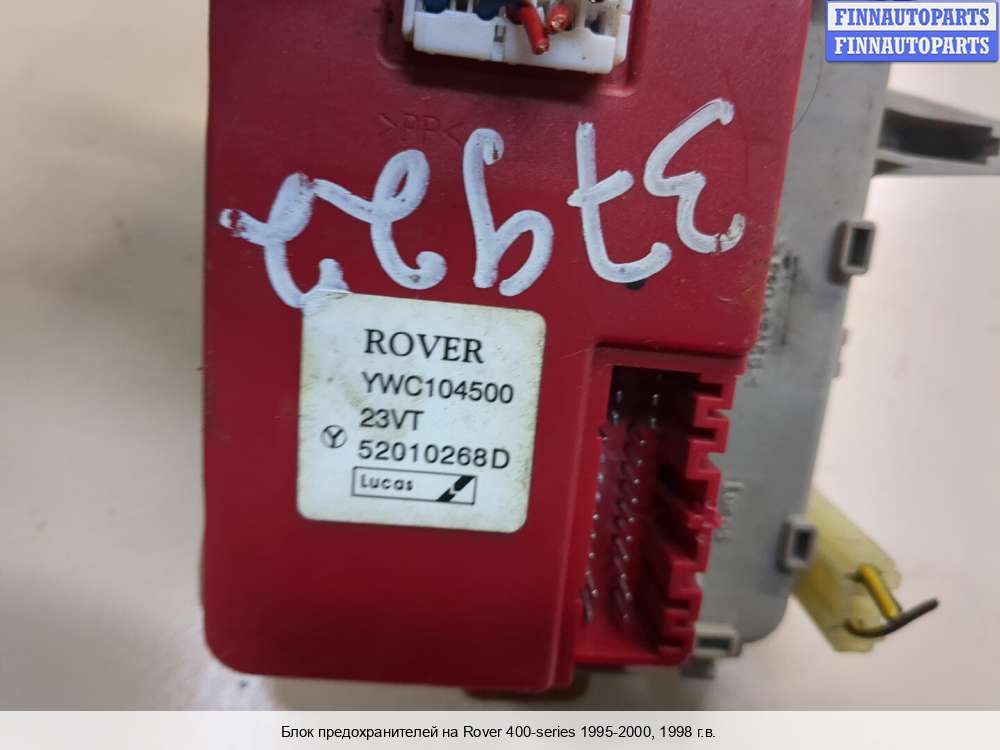 FINNAUTOPARTS
FINNAUTOPARTS
>PP<
ROVER
YWC104500
23VT
52010268D
Lucas
Блок предохранителей на Rover 400-series 1995-2000, 1998 г.в.